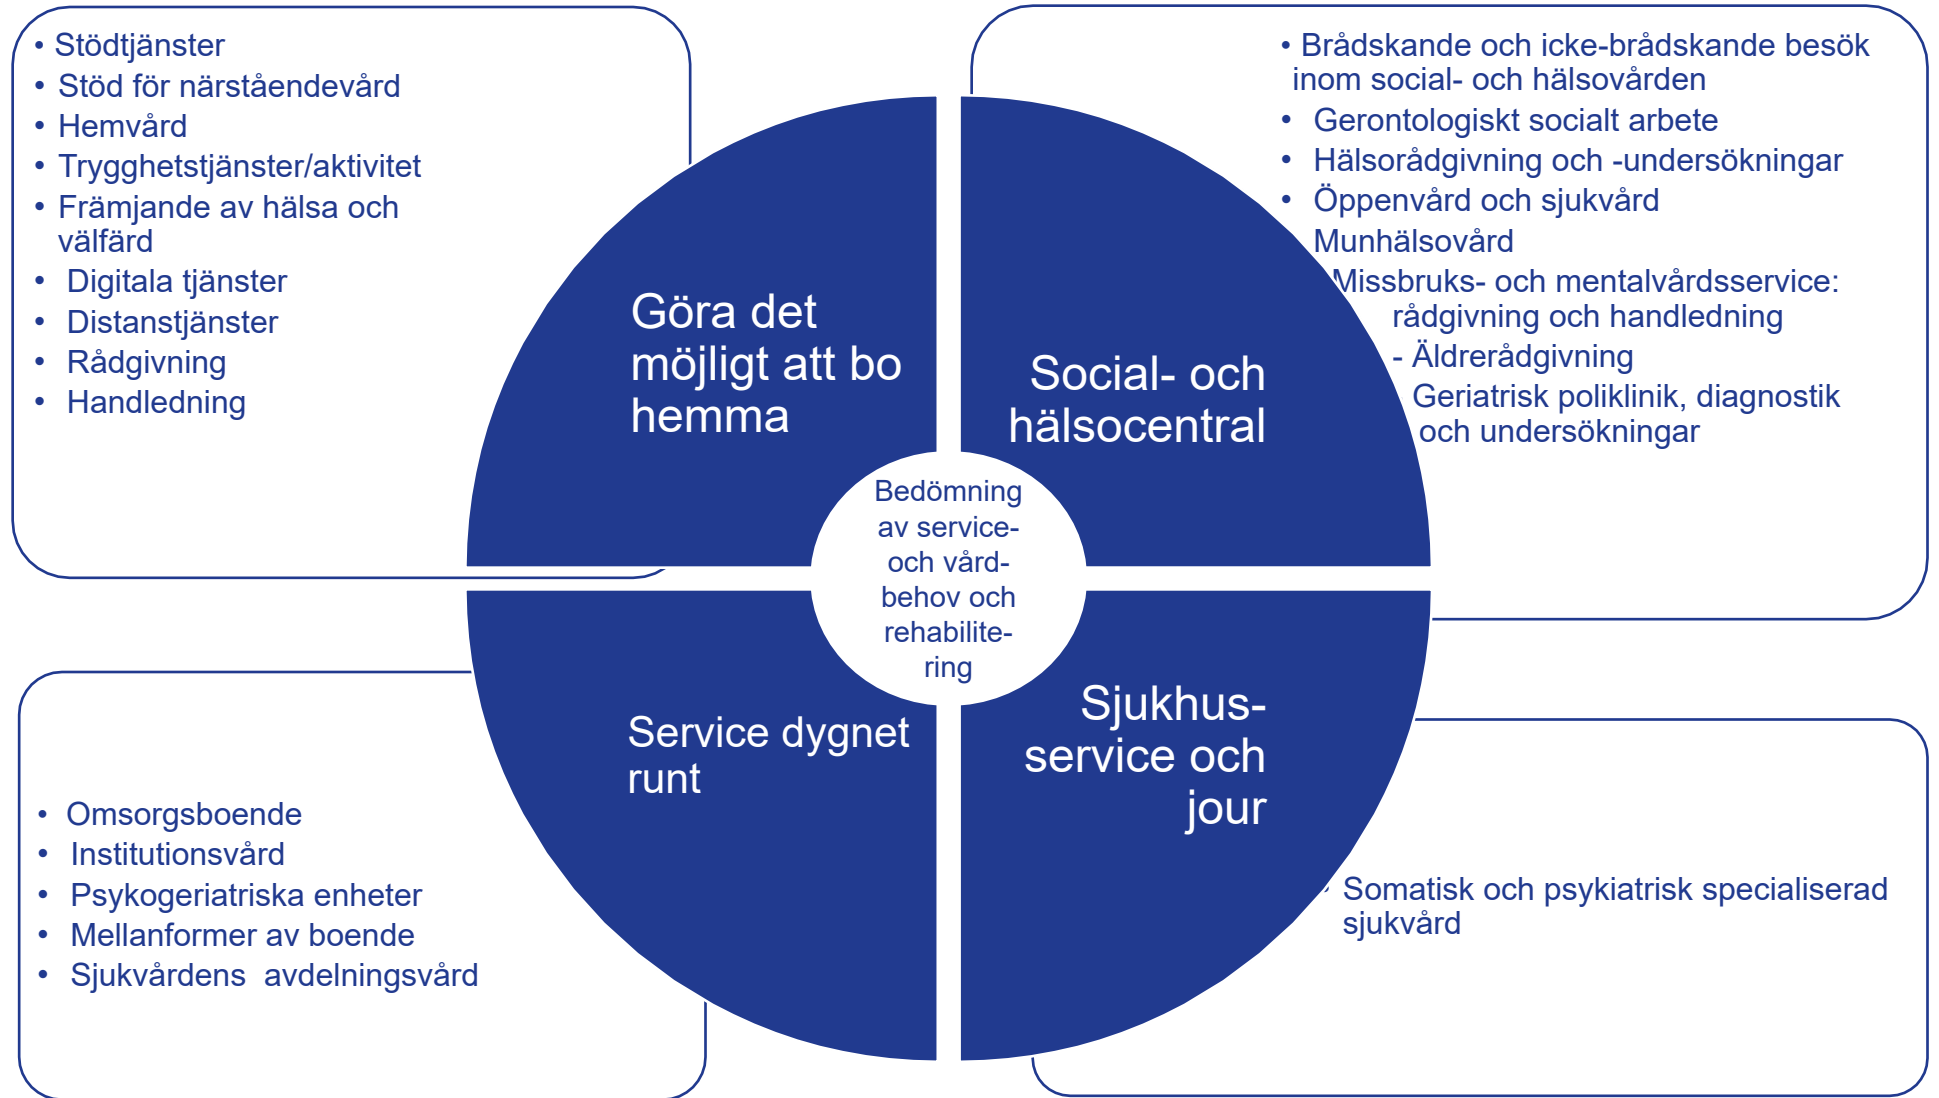 • Stödtjänster
• Stöd för närståendevård
• Hemvård
• Trygghetstjänster/aktivitet
• Främjande av hälsa och
välfärd
• Digitala tjänster
• Distanstjänster
• Rådgivning
• Handledning
• Brådskande och icke-brådskande besök
inom social- och hälsovården
• Gerontologiskt socialt arbete
• Hälsorådgivning och -undersökningar
• Öppenvård och sjukvård
Munhälsovård
Missbruks- och mentalvårdsservice:
rådgivning och handledning
- Äldrerådgivning
Geriatrisk poliklinik, diagnostik
och undersökningar
Göra det
möjligt att bo
hemma
Social- och
hälsocentral
Bedömning
av service-
och vård-
behov och
rehabilite-
ring
Service dygnet
runt
Sjukhus-
service och
jour
• Omsorgsboende
• Institutionsvård
• Psykogeriatriska enheter
• Mellanformer av boende
• Sjukvårdens avdelningsvård
Somatisk och psykiatrisk specialiserad
sjukvård